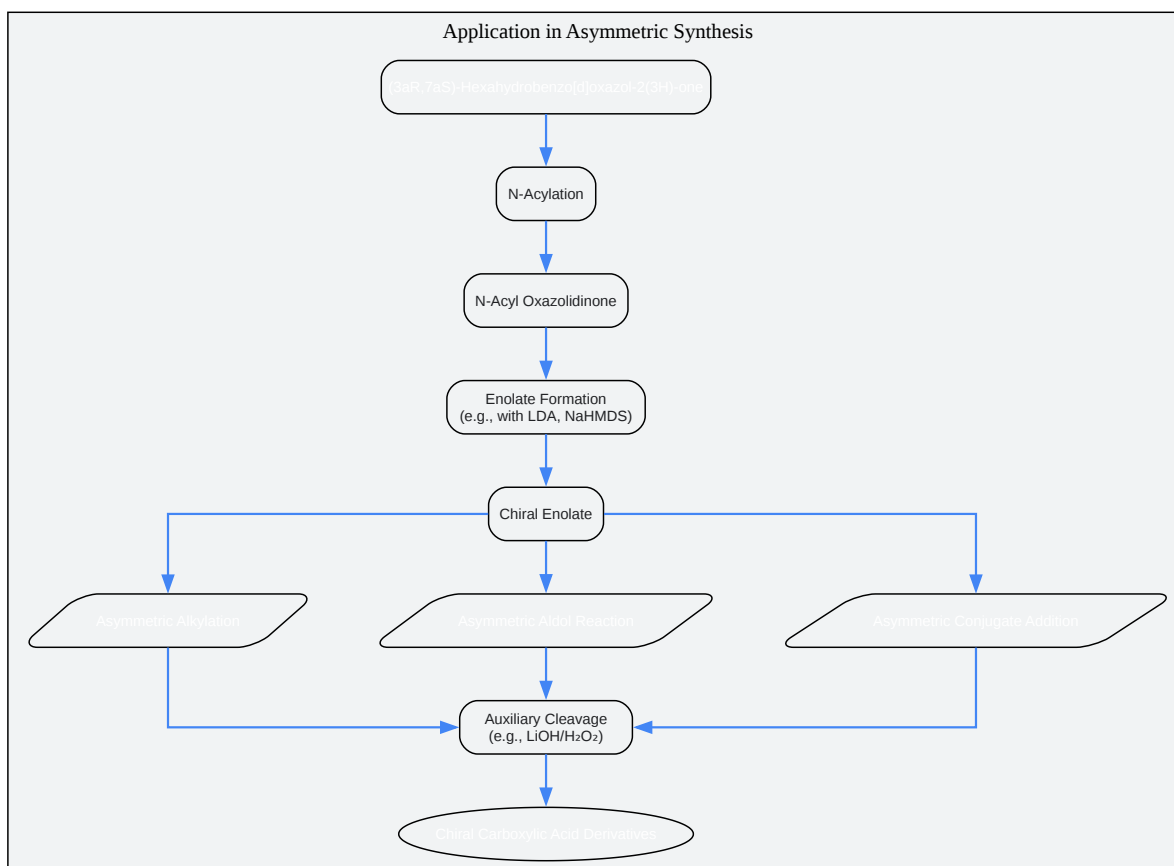 Application in Asymmetric Synthesis
(3aR,7aS)-Hexahydrobenzo[d]oxazol-2(3H)-one
N-Acylation
N-Acyl Oxazolidinone
Enolate Formation
(e.g., with LDA, NaHMDS)
Chiral Enolate
Asymmetric Alkylation
Asymmetric Aldol Reaction
Asymmetric Conjugate Addition
Auxiliary Cleavage
(e.g., LiOH/H₂O₂)
Chiral Carboxylic Acid Derivatives